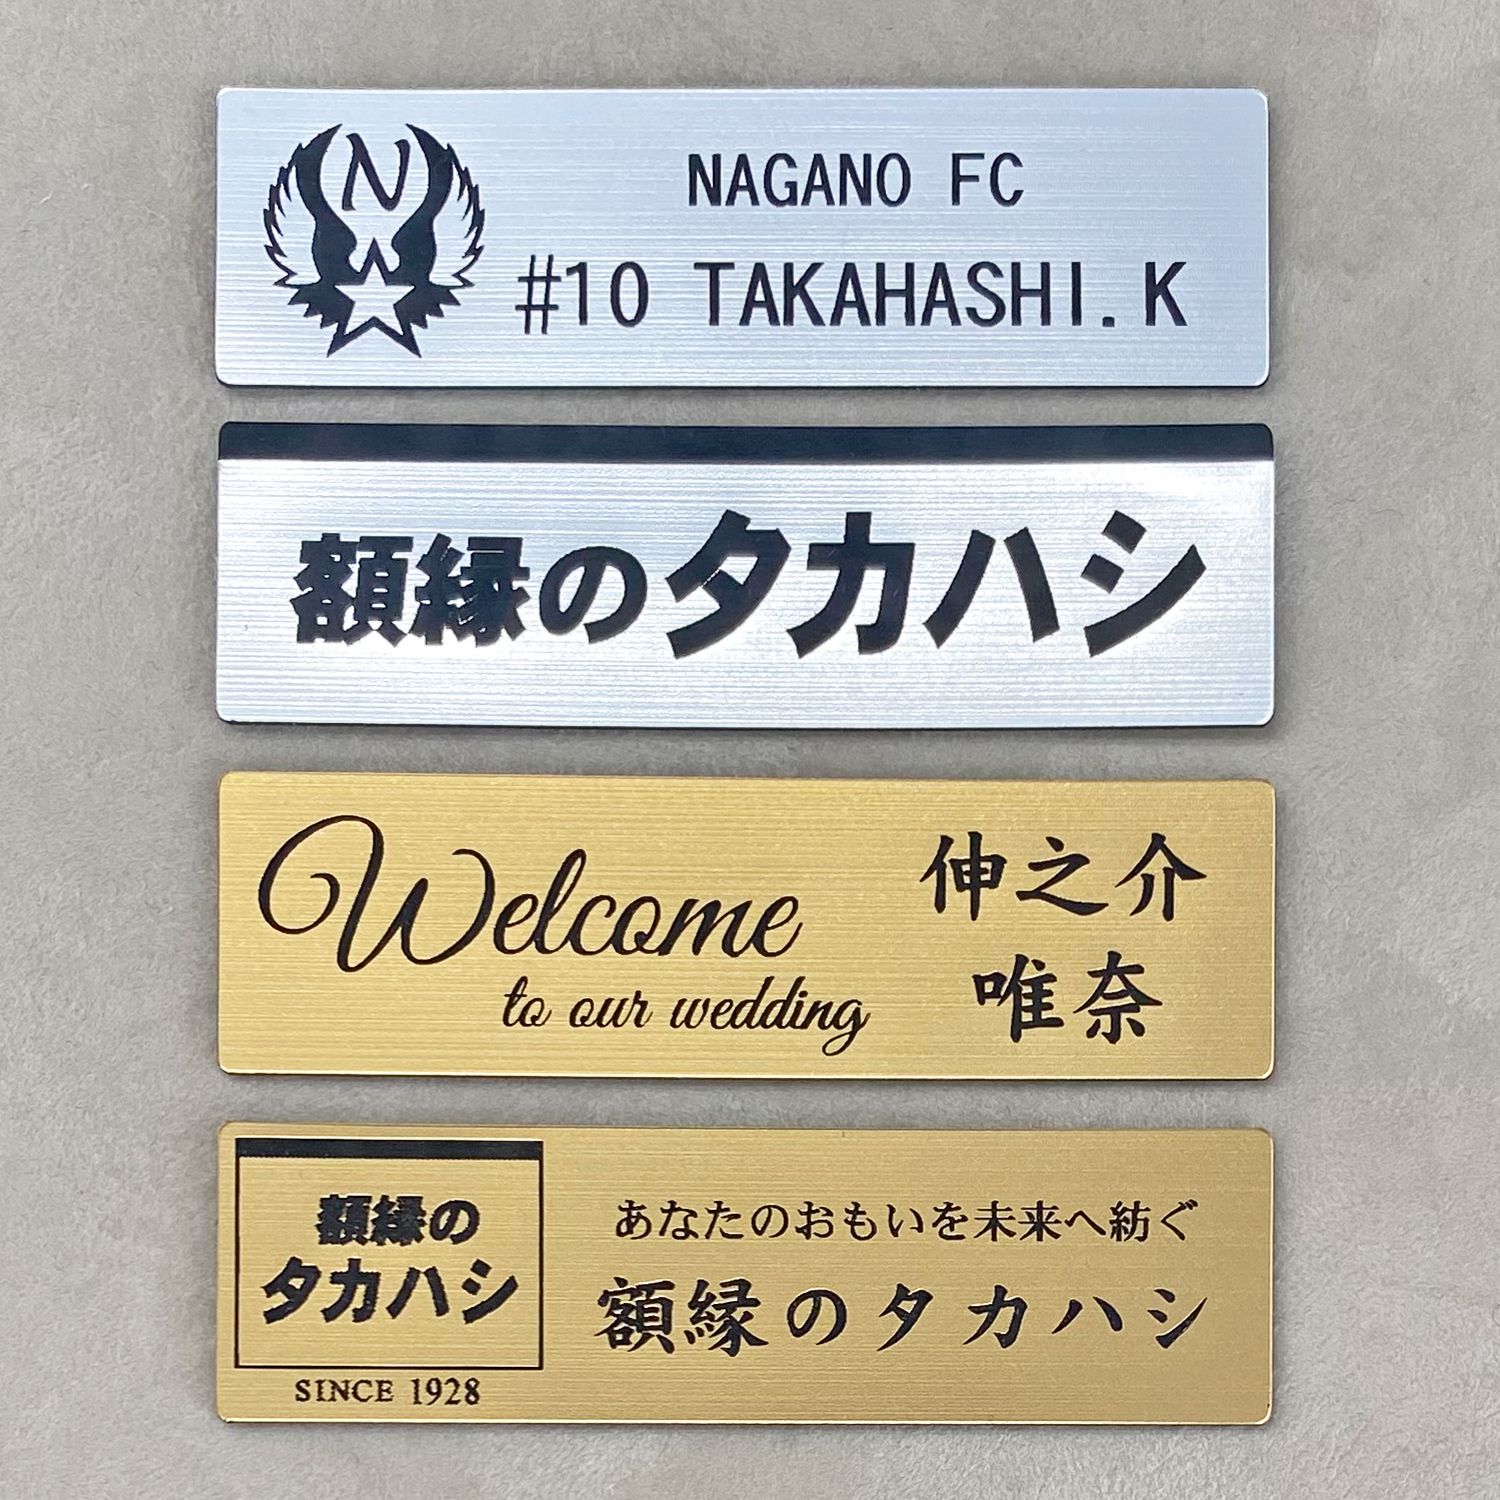 N
NAGANO FC
#10 TAKAHASHI.K
額縁のタカハシ
Welcome
to our wedding
伸之介
唯奈
額縁の
タカハシ
SINCE 1928
あなたのおもいを未来へ紡ぐ
額縁のタカハシ